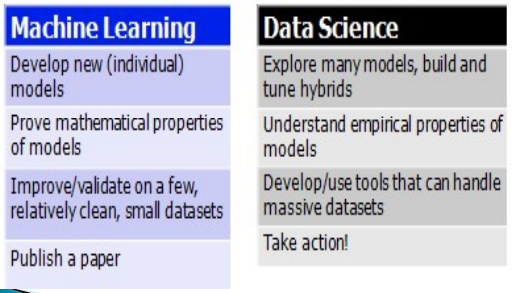 Machine Learning
Develop new (individual)
models
Prove mathematical properties
of models
Improve/validate on a few,
relatively clean, small datasets
Publish a paper
Data Science
Explore many models, build and
tune hybrids
Understand empirical properties of
models
Develop/use tools that can handle
massive datasets
Take action!